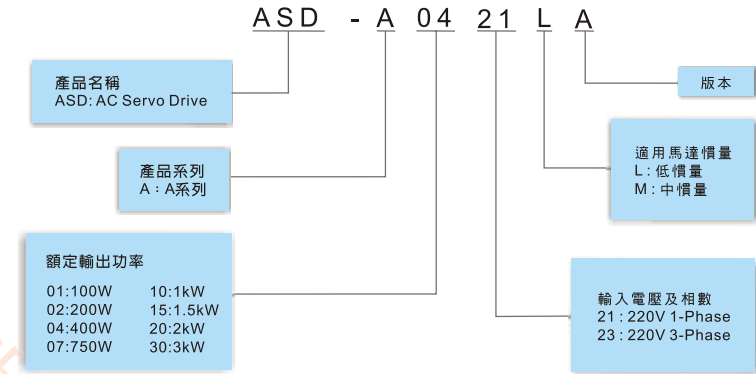 ASD - A 04 21 L A
產品名稱
ASD: AC Servo Drive
版本
產品系列
A：A系列
適用馬達慣量
L : 低慣量
M : 中慣量
額定輸出功率
01:100W 10:1kW
02:200W 15:1.5kW
04:400W 20:2kW
07:750W 30:3kW
輸入電壓及相數
21 : 220V 1-Phase
23 : 220V 3-Phase